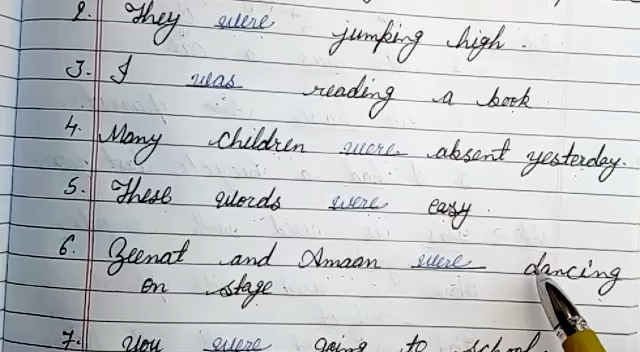 2. They were jumping high.
3. I was reading a book
4. Many children were absent yesterday.
5. These words were easy.
6. Zeenat and Amaan were dancing
on stage
7. You were going to school